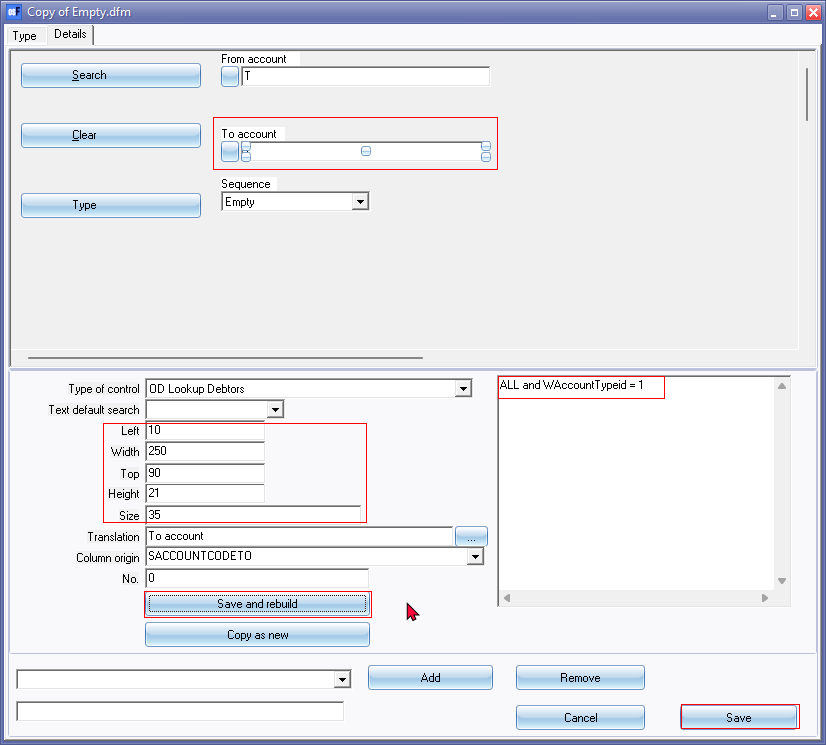 Copy of Empty.dfm
Type
Details
From account
Search
T
To account
Clear
Sequence
Type
Empty
Type of control
OD Lookup Debtors
ALL and WAccountTypeid = 1
Text default search
Left
10
Width
250
Top
90
Height
21
Size
35
Translation
To account
...
Column origin
SACCOUNTCODETO
No.
0
Save and rebuild
Copy as new
Add
Remove
Cancel
Save